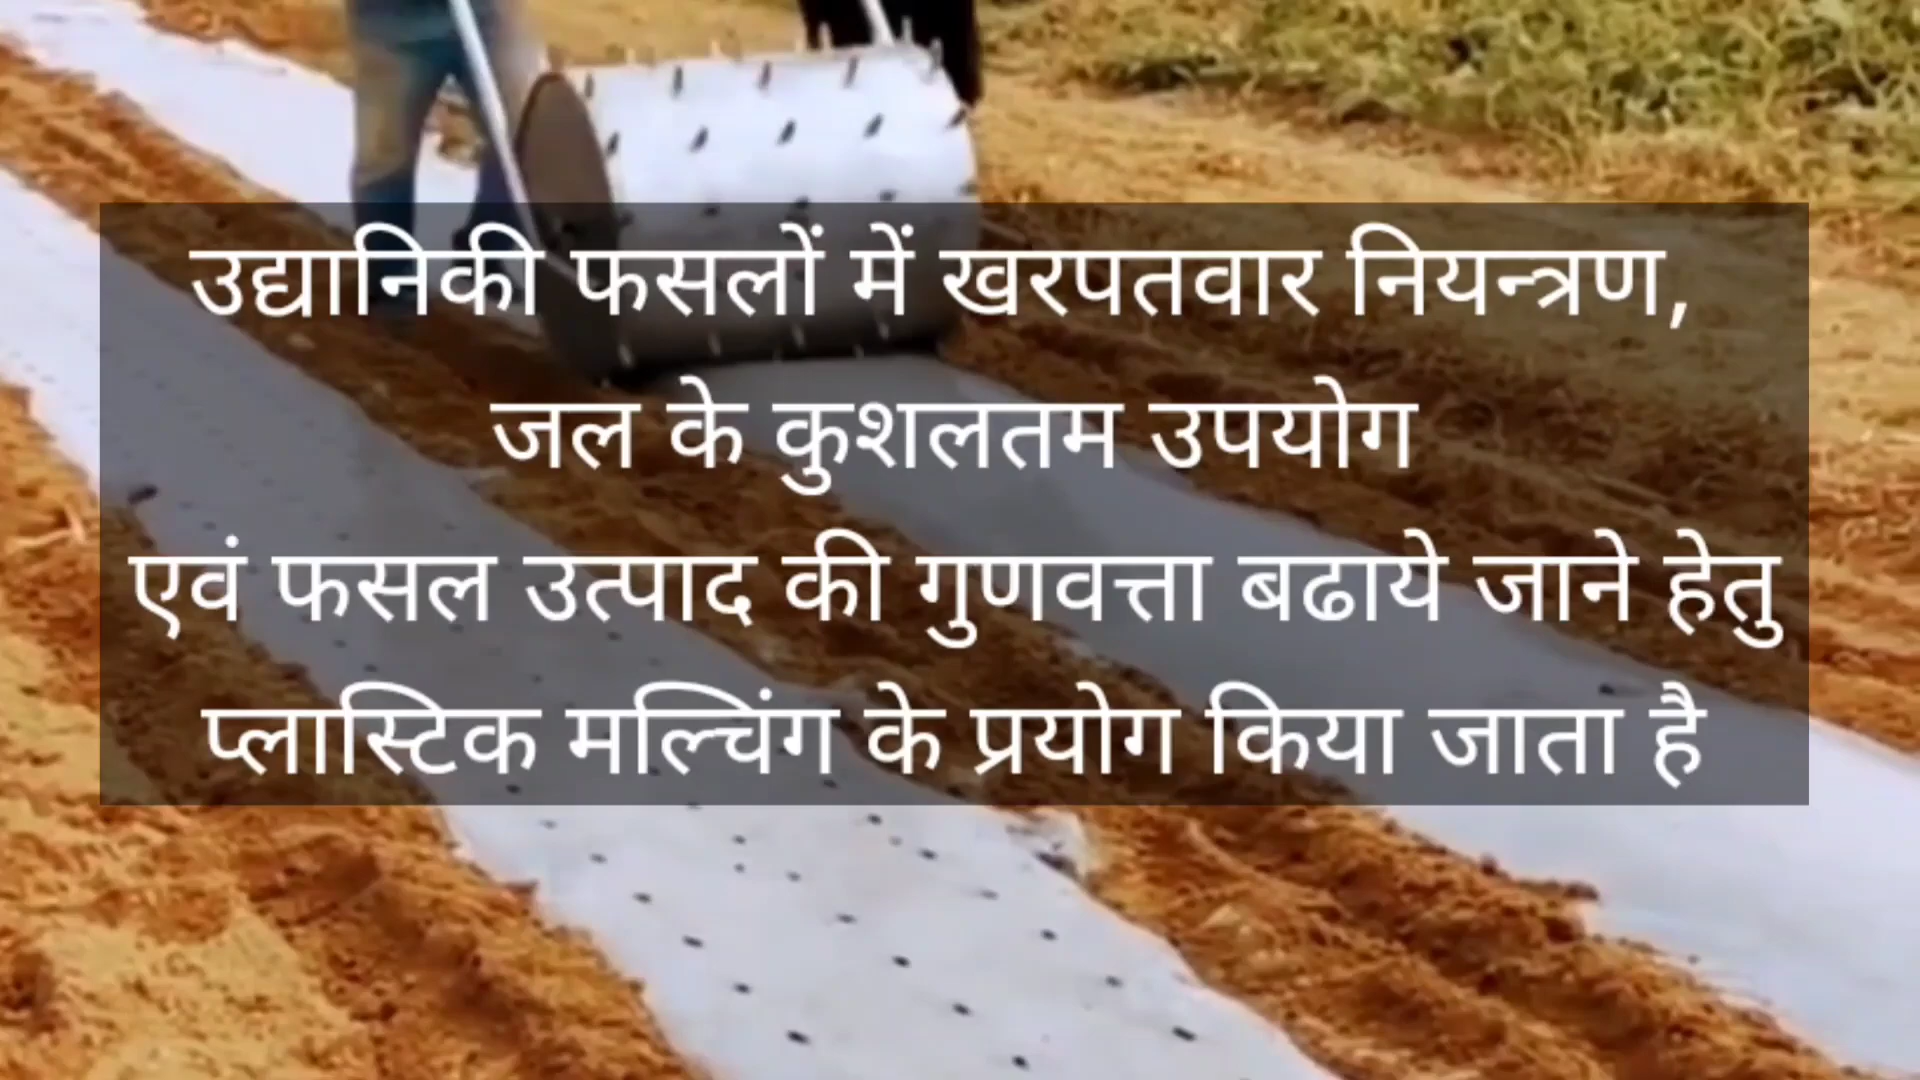 उद्यानिकी फसलों में खरपतवार नियन्त्रण,
जल के कुशलतम उपयोग
एवं फसल उत्पाद की गुणवत्ता बढाये जाने हेतु
प्लास्टिक मल्चिंग के प्रयोग किया जाता है